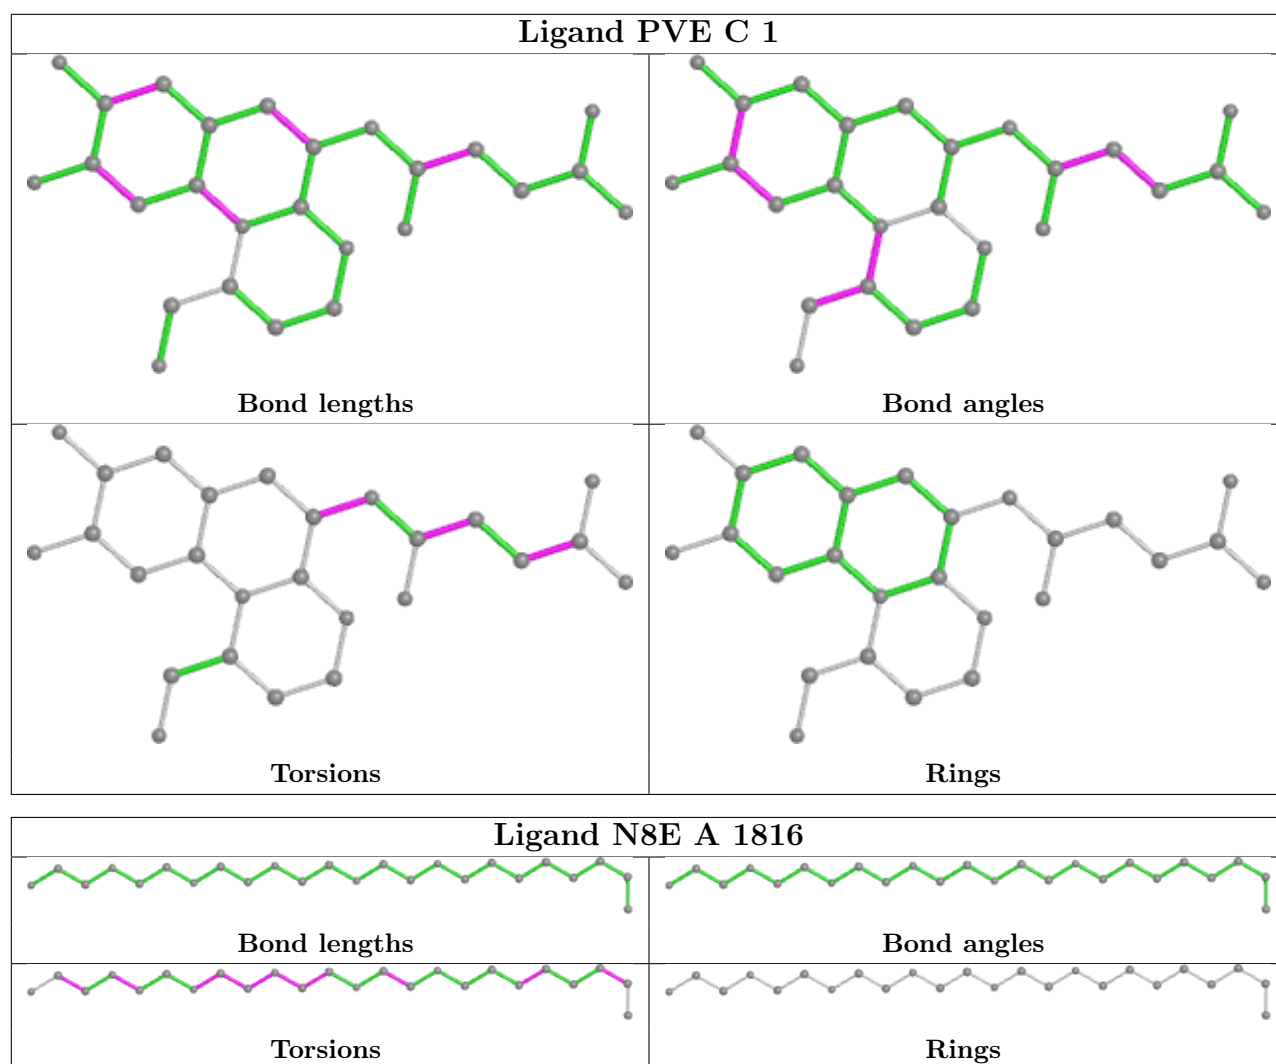 Ligand PVE C 1
Bond lengths
Bond angles
Torsions
Rings
Ligand N8E A 1816
Bond lengths
Bond angles
Torsions
Rings